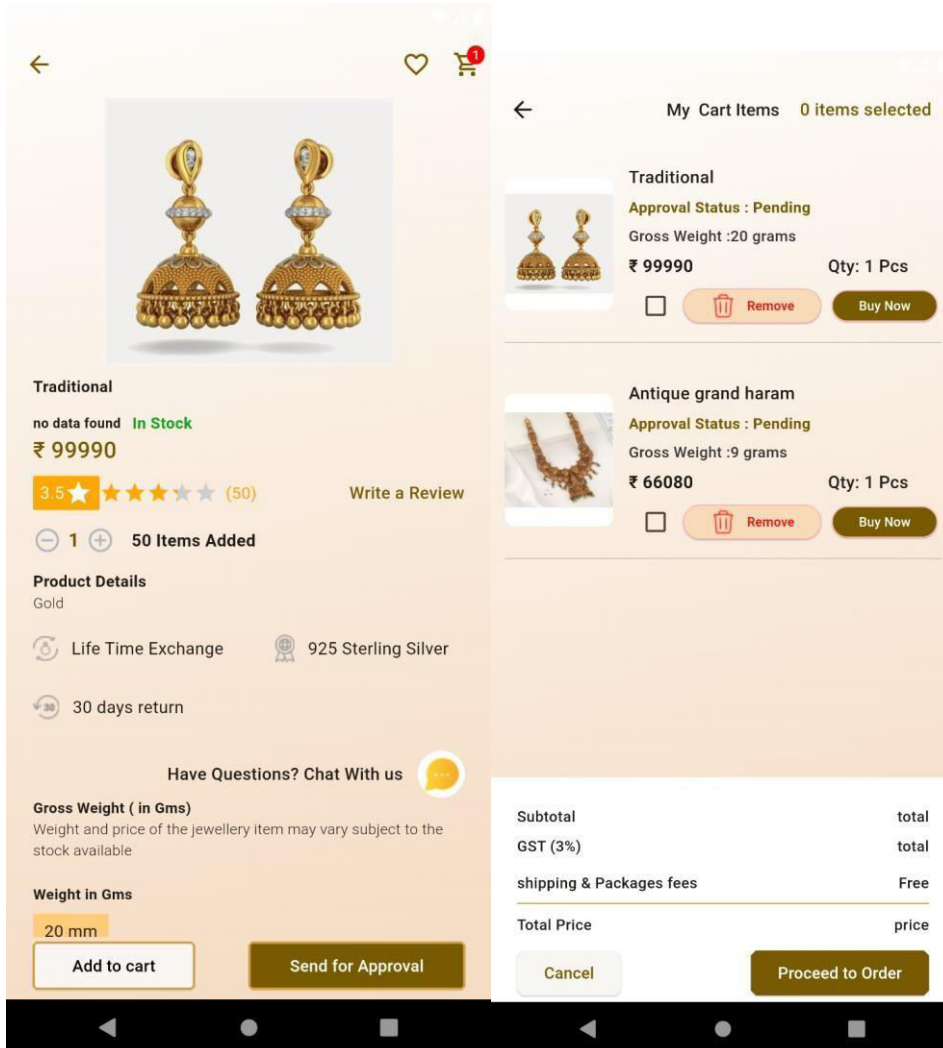 1
Traditional
no data found In Stock
₹ 99990
3.5 (50) Write a Review
1 50 Items Added
Product Details
Gold
Life Time Exchange 925 Sterling Silver
30 30 days return
Have Questions? Chat With us
Gross Weight ( in Gms)
Weight and price of the jewellery item may vary subject to the
stock available
Weight in Gms
20 mm
Add to cart Send for Approval
My Cart Items 0 items selected
Traditional
Approval Status : Pending
Gross Weight :20 grams
₹ 99990 Qty: 1 Pcs
Remove Buy Now
Antique grand haram
Approval Status : Pending
Gross Weight :9 grams
₹ 66080 Qty: 1 Pcs
Remove Buy Now
Subtotal total
GST (3%) total
shipping & Packages fees Free
Total Price price
Cancel Proceed to Order